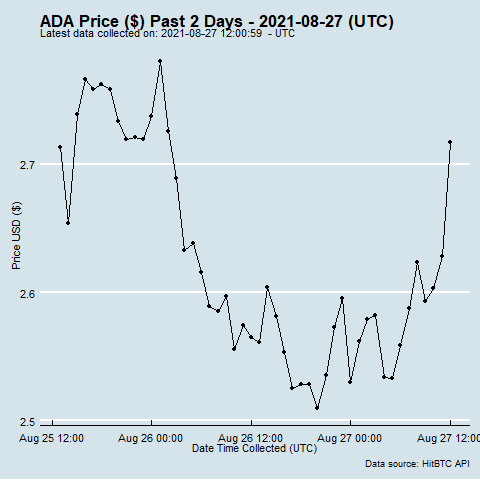 ADA Price ($) Past 2 Days - 2021-08-27 (UTC)
Latest data collected on: 2021-08-27 12:00:59 - UTC
Price USD ($)
2.7
2.6
2.5
Aug 25 12:00 Aug 26 00:00 Aug 26 12:00 Aug 27 00:00 Aug 27 12:00
Date Time Collected (UTC)
Data source: HitBTC API